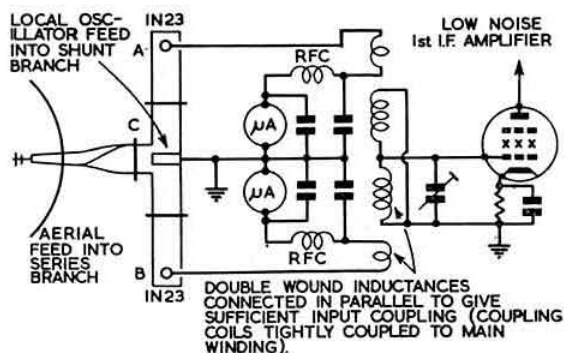 LOCAL OSC-
ILLATOR FEED
INTO SHUNT
BRANCH
IN23
A
RFC
LOW NOISE
1st I.F. AMPLIFIER
C
µA
µA
AERIAL
FEED INTO
SERIES
BRANCH
RFC
B
IN23
DOUBLE WOUND INDUCTANCES
CONNECTED IN PARALLEL TO GIVE
SUFFICIENT INPUT COUPLING (COUPLING
COILS TIGHTLY COUPLED TO MAIN
WINDING).